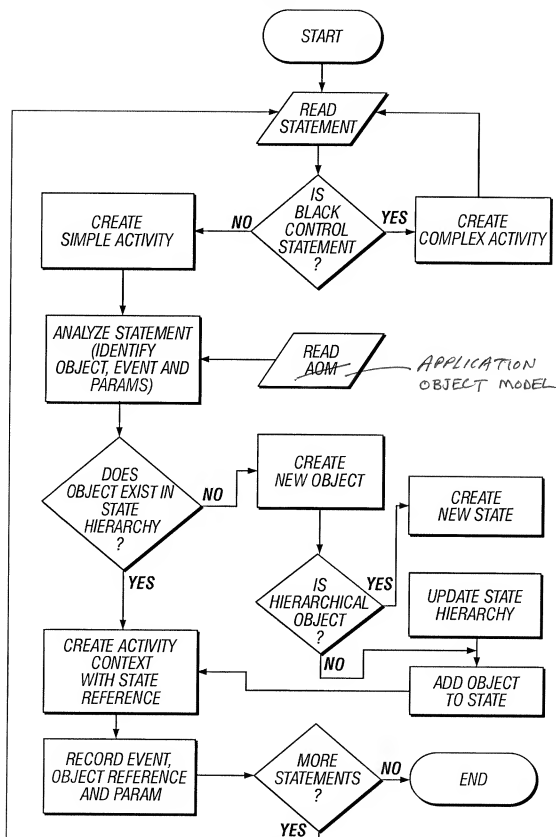 START
READ
STATEMENT
IS
BLACK
CONTROL
STATEMENT
?
NO
YES
CREATE
SIMPLE ACTIVITY
CREATE
COMPLEX ACTIVITY
ANALYZE STATEMENT
(IDENTIFY
OBJECT, EVENT AND
PARAMS)
READ
AOM
APPLICATION
OBJECT MODEL
DOES
OBJECT EXIST IN
STATE
HIERARCHY
?
NO
YES
CREATE
NEW OBJECT
CREATE
NEW STATE
IS
HIERARCHICAL
OBJECT
?
YES
NO
UPDATE STATE
HIERARCHY
CREATE ACTIVITY
CONTEXT
WITH STATE
REFERENCE
ADD OBJECT
TO STATE
RECORD EVENT,
OBJECT REFERENCE
AND PARAM
MORE
STATEMENTS
?
NO
YES
END